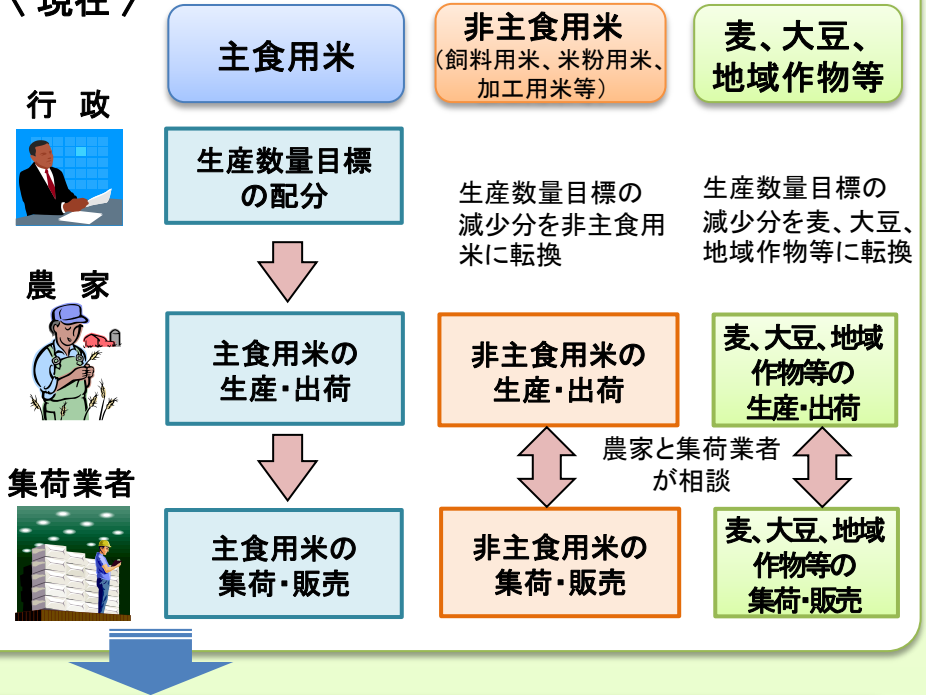 〈 現在 〉
主食用米
非主食用米
（飼料用米、米粉用米、
加工用米等）
麦、大豆、
地域作物等
行　政
生産数量目標
の配分
生産数量目標の
減少分を非主食用
米に転換
生産数量目標の
減少分を麦、大豆、
地域作物等に転換
農　家
主食用米の
生産・出荷
非主食用米の
生産・出荷
麦、大豆、地域
作物等の
生産・出荷
農家と集荷業者
が相談
集荷業者
主食用米の
集荷・販売
非主食用米の
集荷・販売
麦、大豆、地域
作物等の
集荷・販売